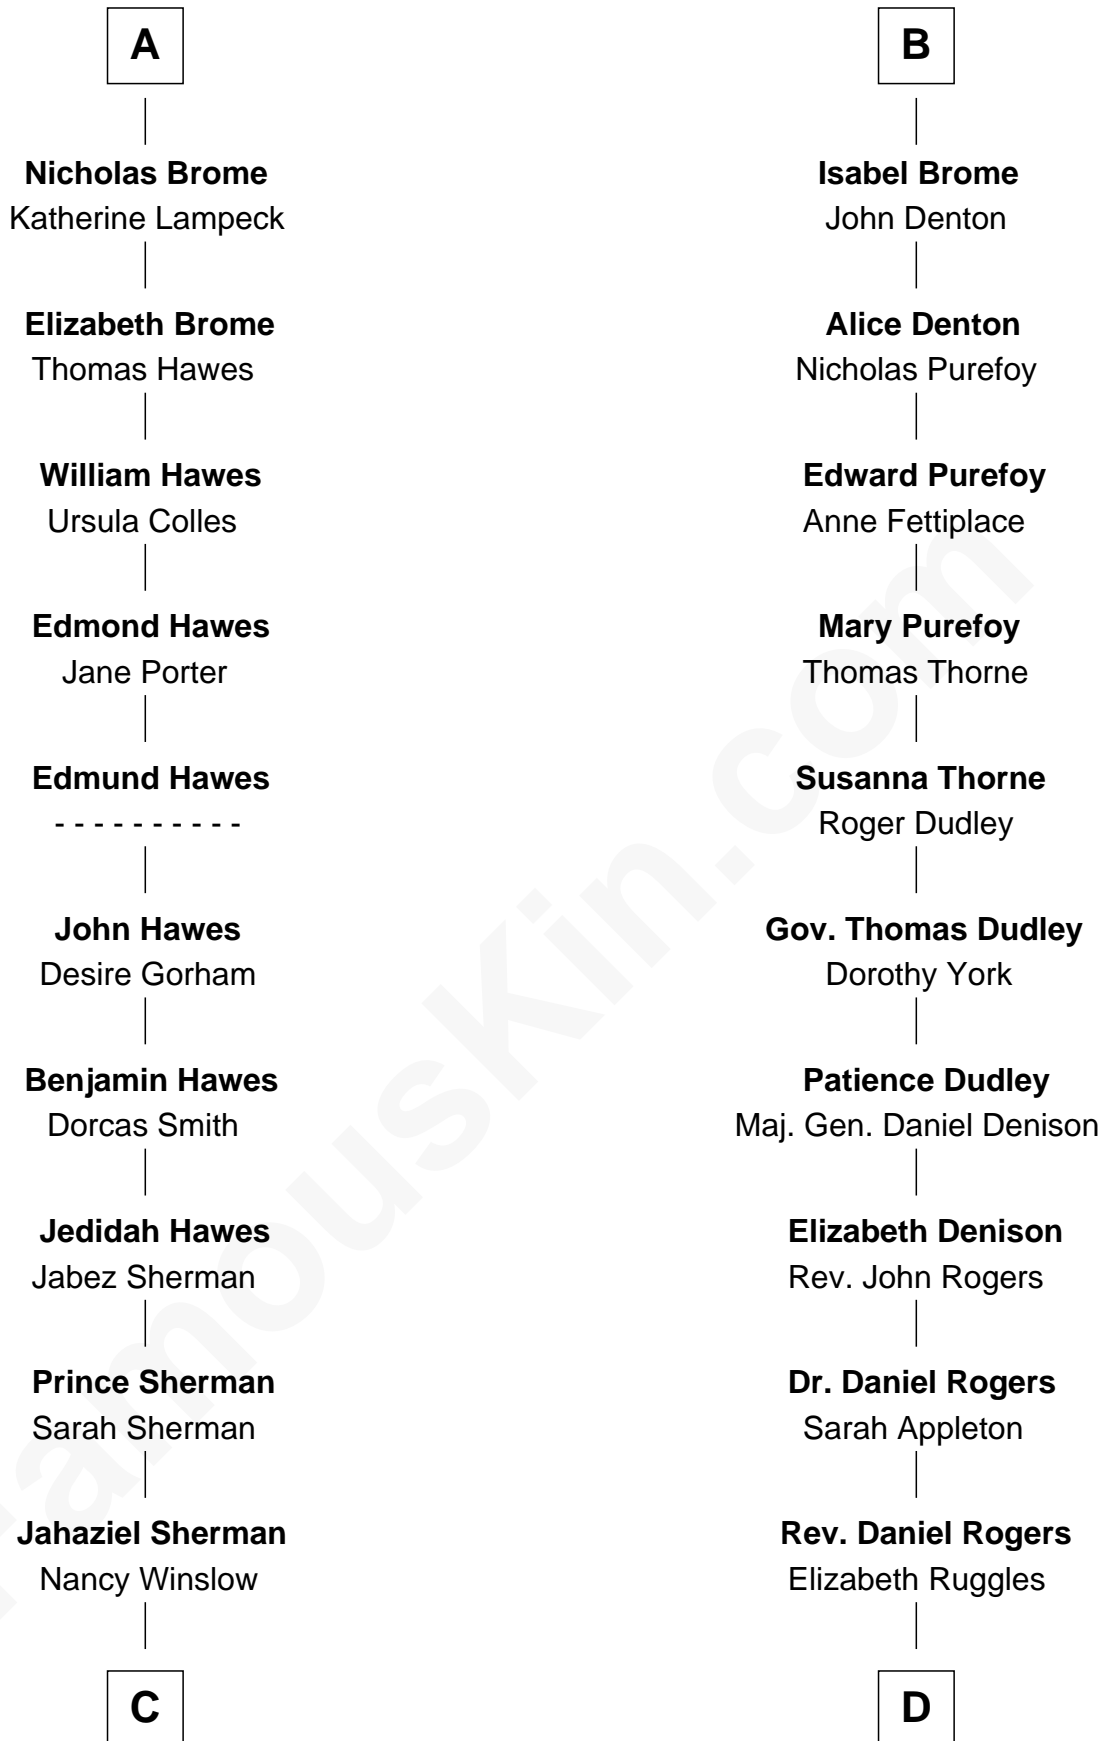 A
Nicholas Brome
Katherine Lampeck
Elizabeth Brome
Thomas Hawes
William Hawes
Ursula Colles
Edmond Hawes
Jane Porter
Edmund Hawes
- - - - - - - - - -
John Hawes
Desire Gorham
Benjamin Hawes
Dorcas Smith
Jedidah Hawes
Jabez Sherman
Prince Sherman
Sarah Sherman
Jahaziel Sherman
Nancy Winslow
C
B
Isabel Brome
John Denton
Alice Denton
Nicholas Purefoy
Edward Purefoy
Anne Fettiplace
Mary Purefoy
Thomas Thorne
Susanna Thorne
Roger Dudley
Gov. Thomas Dudley
Dorothy York
Patience Dudley
Maj. Gen. Daniel Denison
Elizabeth Denison
Rev. John Rogers
Dr. Daniel Rogers
Sarah Appleton
Rev. Daniel Rogers
Elizabeth Ruggles
D
FamousKin.com